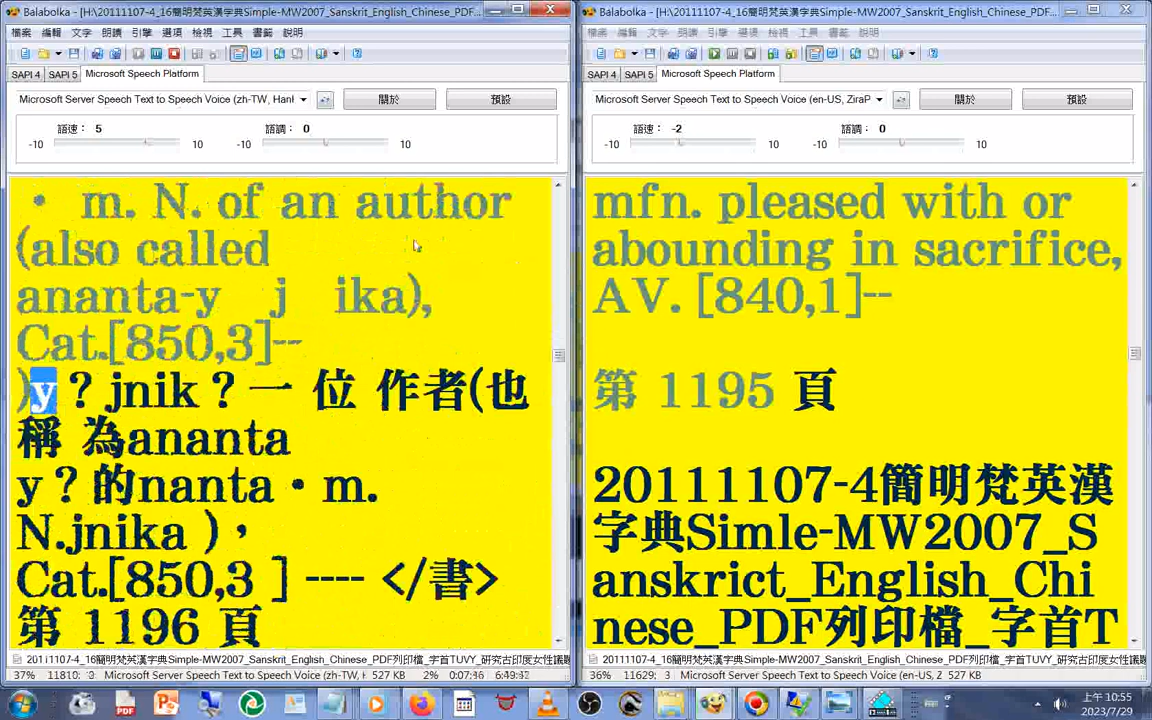 Balabolka - [H:\20111107-4_16簡明梵英漢字典Simple-MW2007_Sanskrit_English_Chinese_PDF...
檔案 編輯 文字 朗讀 引擎 選項 檢視 工具 書籤 說明
SAPI 4 SAPI 5 Microsoft Speech Platform
Microsoft Server Speech Text to Speech Voice (zh-TW, HanH
關於 預設
語速： 5 語調： 0
-10 10 -10 10
• m. N. of an author
(also called
ananta-y j ika),
Cat.[850,3]--
)y ? jnik ? 一 位 作者(也
稱 為ananta
y ? 的nanta • m.
N.jnika )，
Cat.[850,3 ] ---- </書>
第 1196 頁
20111107-4_16簡明梵英漢字典Simple-MW2007_Sanskrit_English_Chinese_PDF列印檔_字首TUVY_研究古印度女性議題
37% 11810: Microsoft Server Speech Text to Speech Voice (zh-TW, 527 KB 2% 0:07:36
Balabolka - [H:\20111107-4_16簡明梵英漢字典Simple-MW2007_Sanskrit_English_Chinese_PDF...
檔案 編輯 文字 朗讀 引擎 選項 檢視 工具 書籤 說明
SAPI 4 SAPI 5 Microsoft Speech Platform
Microsoft Server Speech Text to Speech Voice (en-US, ZiraP
關於 預設
語速： -2 語調： 0
-10 10 -10 10
mfn. pleased with or
abounding in sacrifice,
AV. [840,1]--
第 1195 頁
20111107-4簡明梵英漢
字典Simle-MW2007_S
anskrict_English_Chi
nese_PDF列印檔_字首T
20111107-4_16簡明梵英漢字典Simple-MW2007_Sanskrit_English_Chinese_PDF列印檔_字首TUVY_研究古印度女性議題
36% 11629: Microsoft Server Speech Text to Speech Voice (en-US, Z 527 KB
上午 10:55
2023/7/29